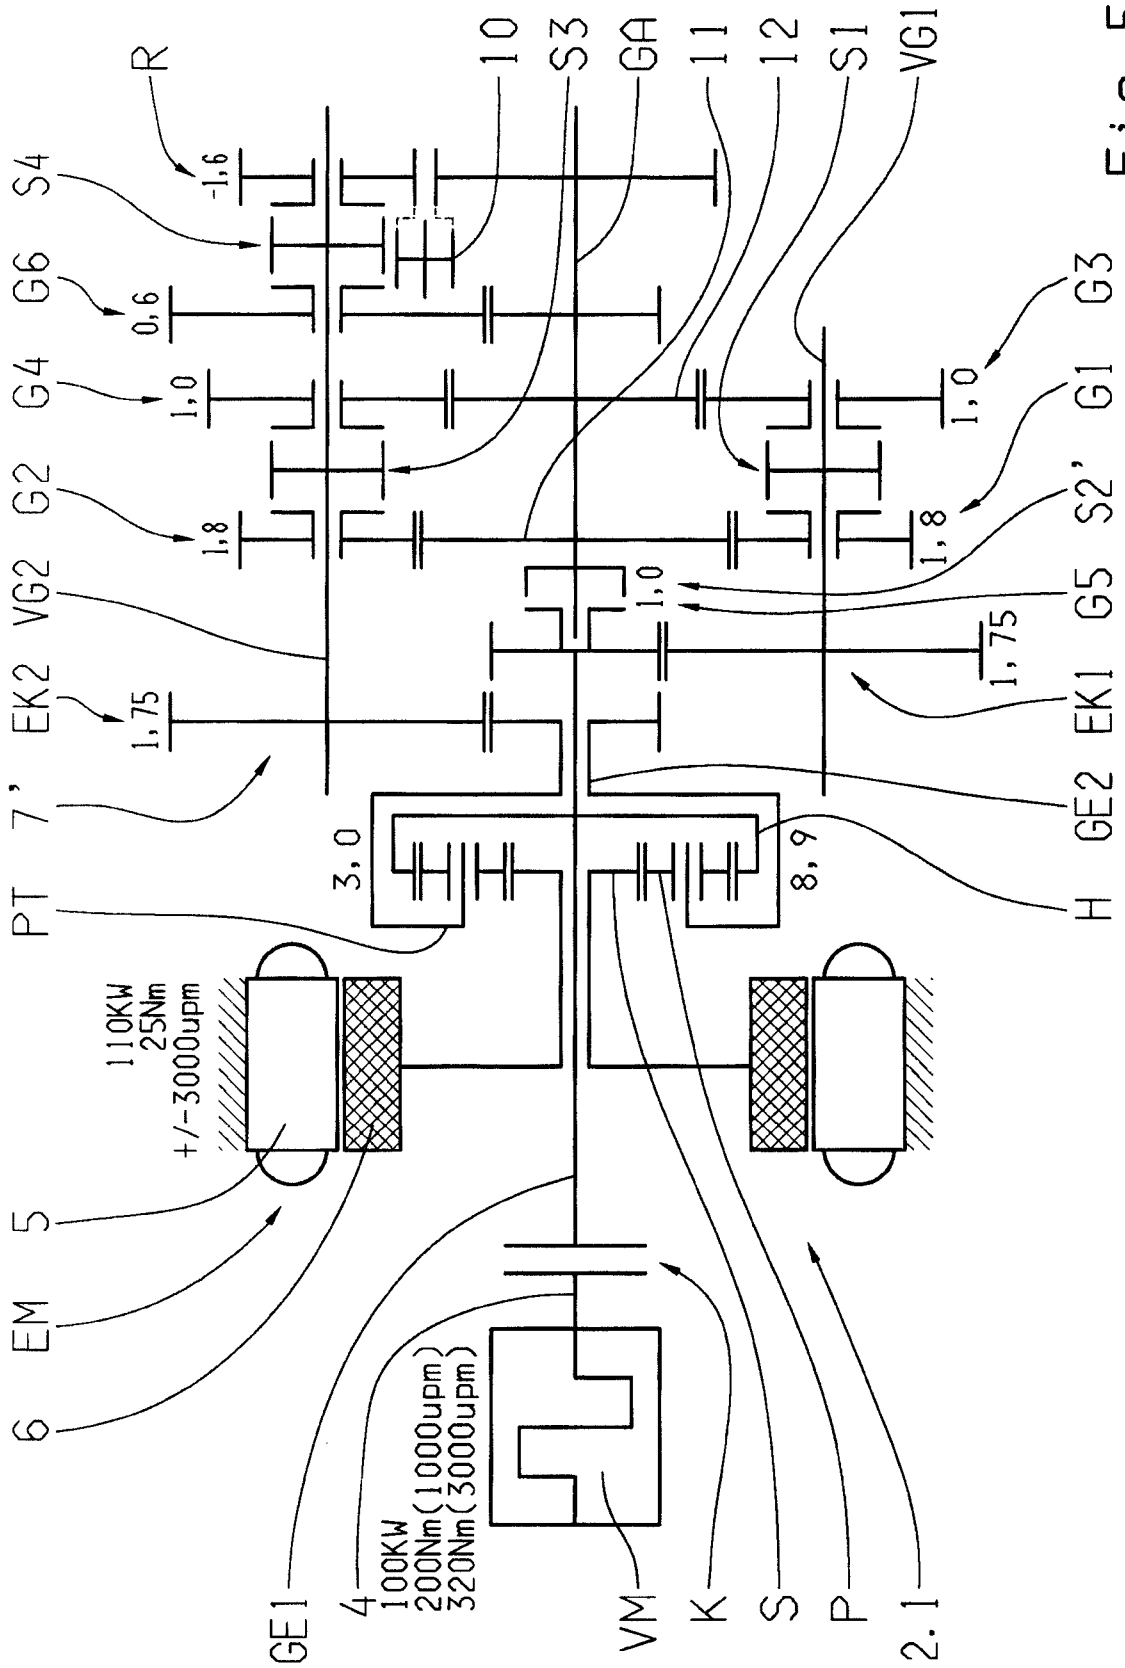 PT
7'
EK2
VG2
G2
G4
G6
S4
R
EM
5
6
110KW
25Nm
+/-3000upm
3,0
1,75
1,8
1,0
0,6
-1,6
10
S3
GA
11
12
S1
VG1
GE1
4
100KW
200Nm(1000upm)
320Nm(3000upm)
VM
K
S
P
2.1
8,9
1,0
1,75
1,8
1,0
H
GE2
EK1
G5
S2'
G1
G3